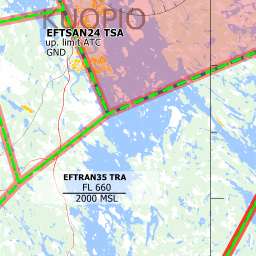 KUOPIO
EFTSAN24 TSA
up. limit ATC
GND
EFTRAN35 TRA
FL 660
2000 MSL